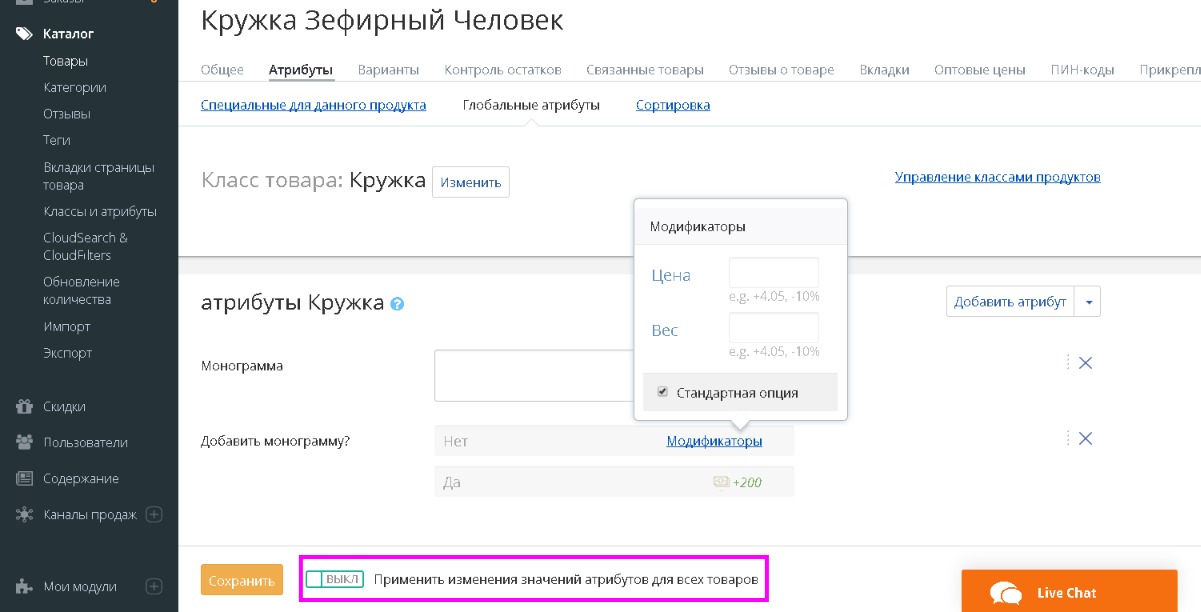 Заказы
Каталог
Товары
Категории
Отзывы
Теги
Вкладки страницы
товара
Классы и атрибуты
CloudSearch &
CloudFilters
Обновление
количества
Импорт
Экспорт
Скидки
Пользователи
Содержание
Каналы продаж
Мои модули
Кружка Зефирный Человек
Общее Атрибуты Варианты Контроль остатков Связанные товары Отзывы о товаре Вкладки Оптовые цены ПИН-коды Прикрепл
Специальные для данного продукта Глобальные атрибуты Сортировка
Класс товара: Кружка Изменить Управление классами продуктов
Модификаторы
Цена
e.g. +4.05, -10%
Вес
e.g. +4.05, -10%
Стандартная опция
атрибуты Кружка ? Добавить атрибут
Монограмма
Добавить монограмму? Нет Модификаторы
Да +200
Сохранить ВЫКЛ Применить изменения значений атрибутов для всех товаров
Live Chat